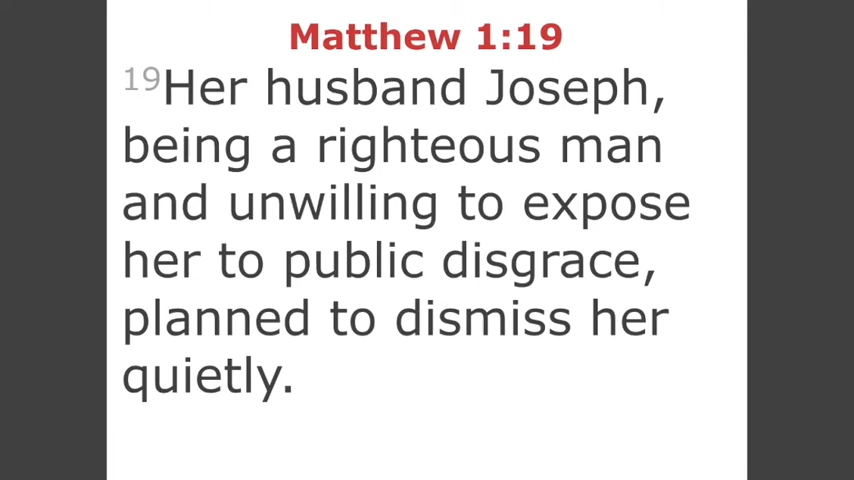 Matthew 1:19
19Her husband Joseph,
being a righteous man
and unwilling to expose
her to public disgrace,
planned to dismiss her
quietly.